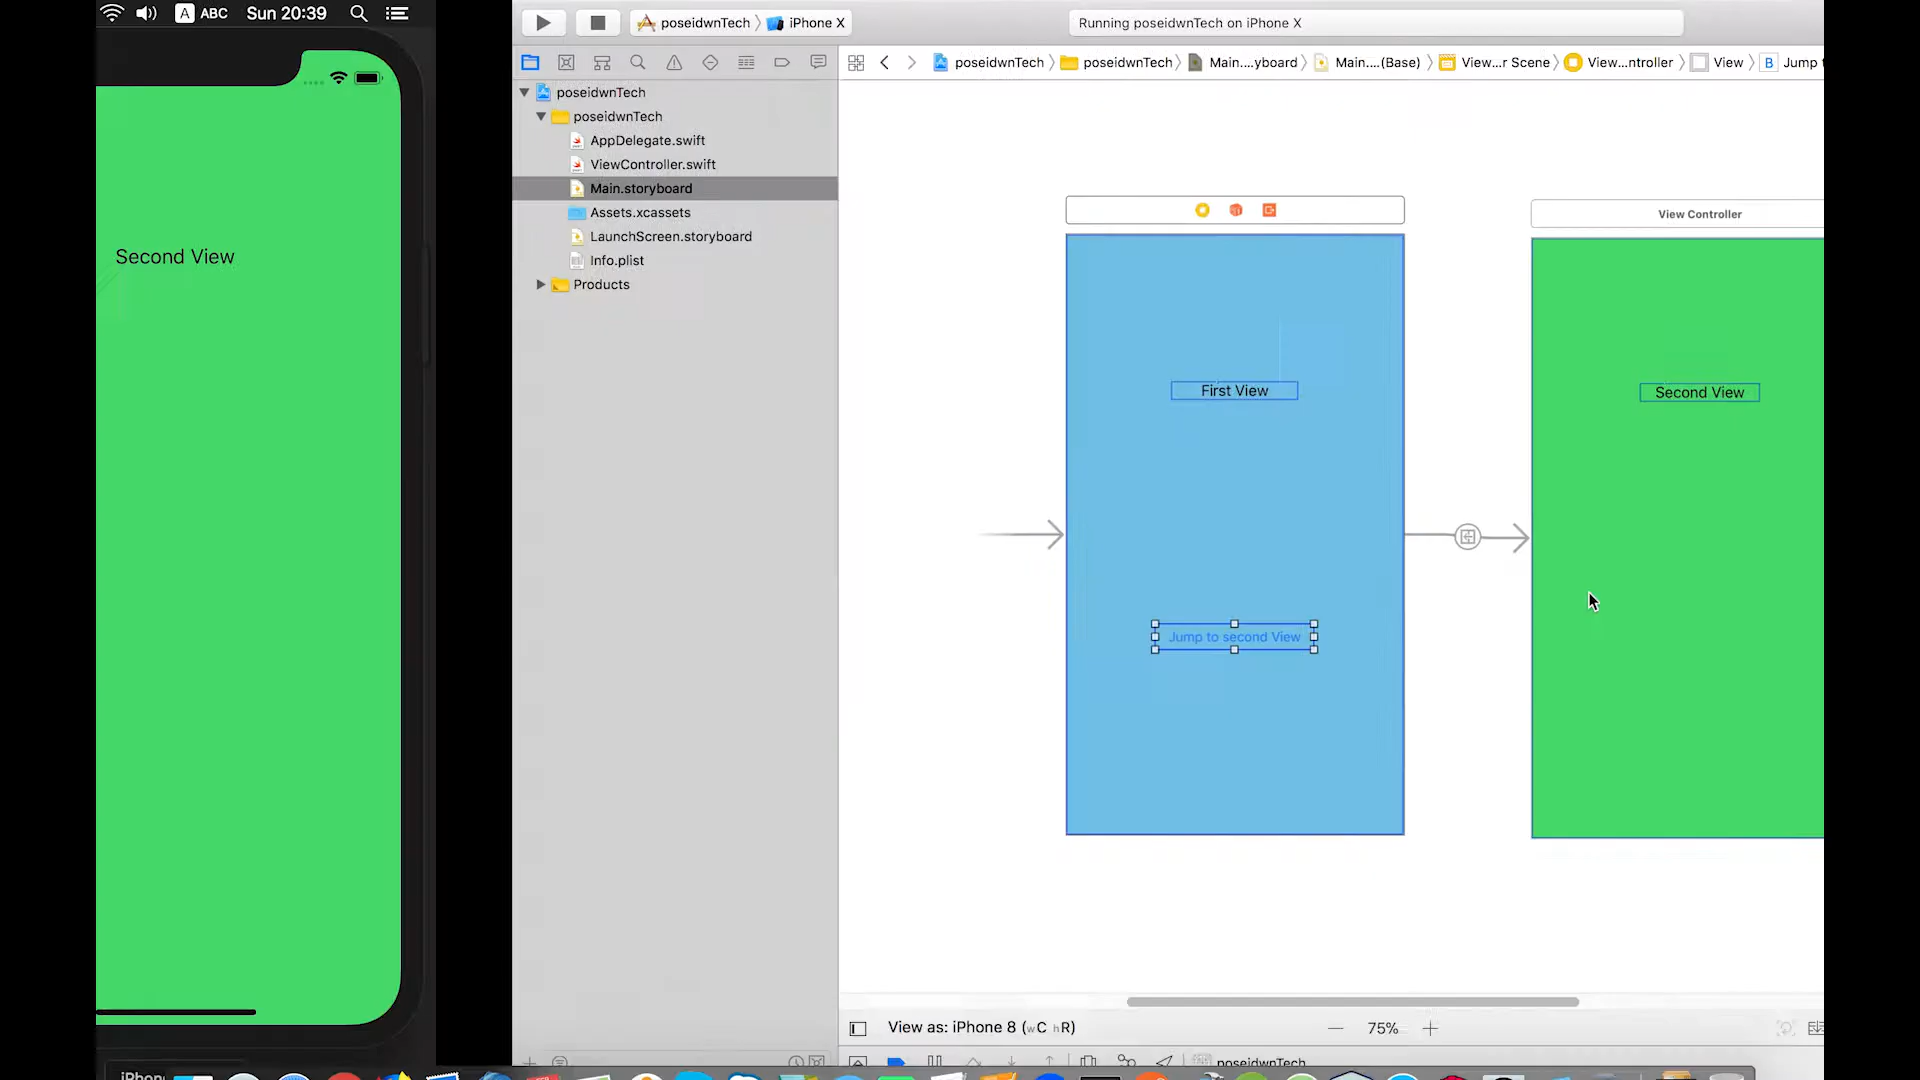 A ABC Sun 20:39
Second View
poseidwnTech iPhone X
Running poseidwnTech on iPhone X
poseidwnTech poseidwnTech Main....yboard Main....(Base) View...r Scene View...ntroller View B Jump
poseidwnTech
poseidwnTech
AppDelegate.swift
ViewController.swift
Main.storyboard
Assets.xcassets
LaunchScreen.storyboard
Info.plist
Products
First View
Jump to second View
View Controller
Second View
View as: iPhone 8 (wC hR)
75%
poseidwnTech